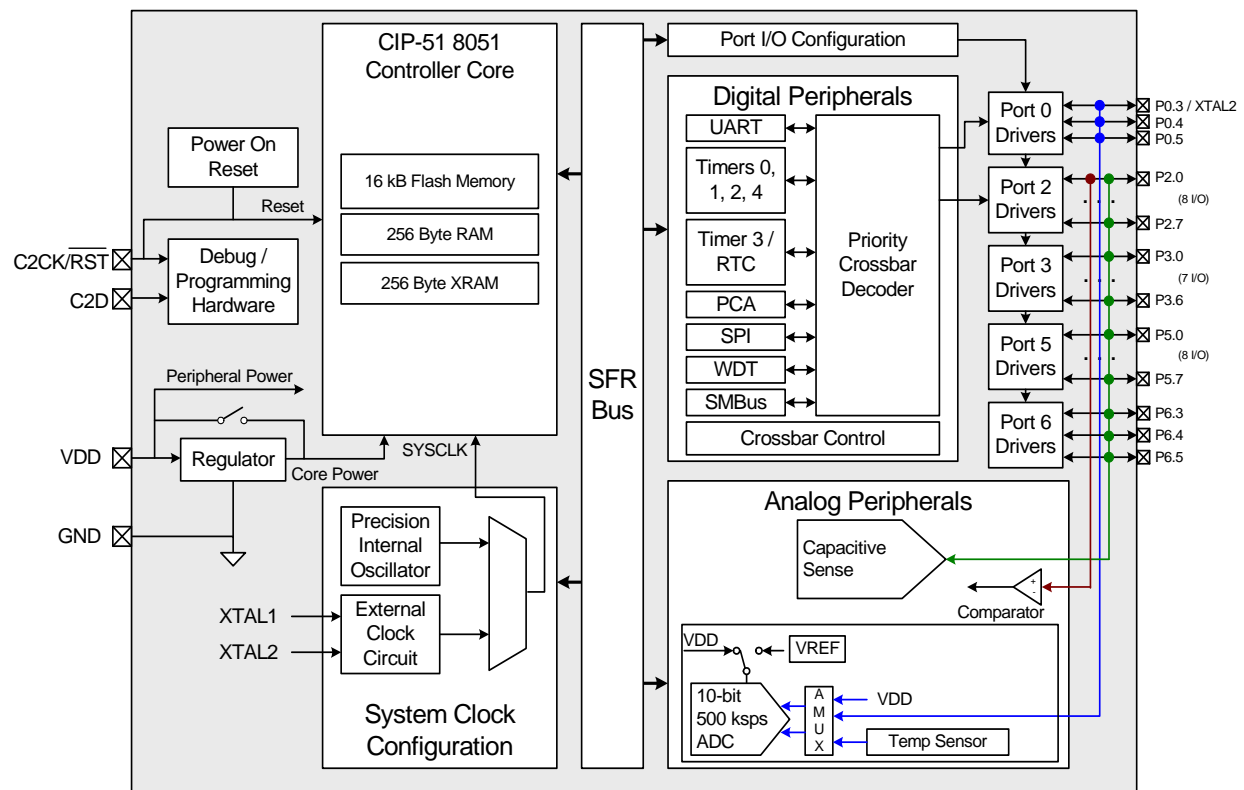 CIP-51 8051
Controller Core
16 kB Flash Memory
256 Byte RAM
256 Byte XRAM
Power On
Reset
Reset
C2CK/RST
Debug /
Programming
Hardware
C2D
Peripheral Power
VDD
Regulator
Core Power
SYSCLK
GND
Precision
Internal
Oscillator
XTAL1
XTAL2
External
Clock
Circuit
System Clock
Configuration
SFR
Bus
Port I/O Configuration
Digital Peripherals
UART
Timers 0,
1, 2, 4
Timer 3 /
RTC
PCA
SPI
WDT
SMBus
Priority
Crossbar
Decoder
Crossbar Control
Port 0
Drivers
Port 2
Drivers
Port 3
Drivers
Port 5
Drivers
Port 6
Drivers
P0.3 / XTAL2
P0.4
P0.5
P2.0
. . .
(8 I/O)
P2.7
P3.0
. . .
(7 I/O)
P3.6
P5.0
. . .
(8 I/O)
P5.7
P6.3
P6.4
P6.5
Analog Peripherals
Capacitive
Sense
+
-
Comparator
VDD
VREF
10-bit
500 ksps
ADC
A
M
U
X
VDD
Temp Sensor